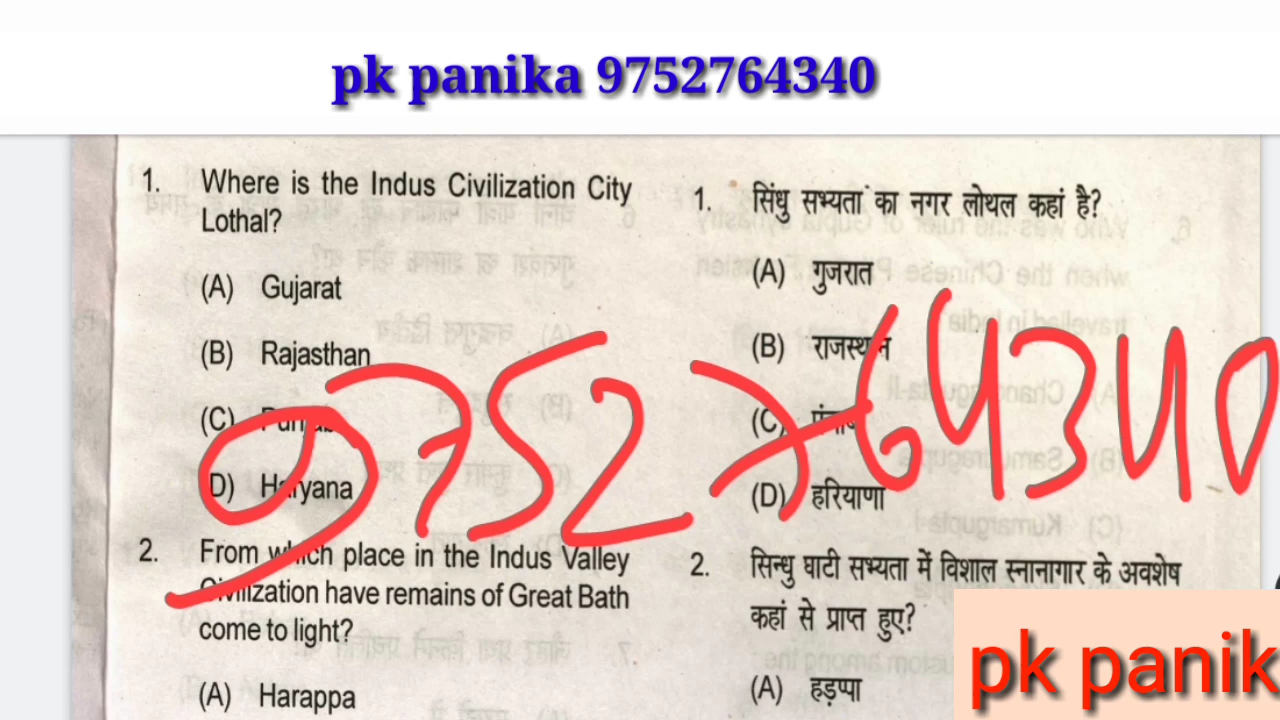 pk panika 9752764340
1. Where is the Indus Civilization City
Lothal?
(A) Gujarat
(B) Rajasthan
(C) Punjab
(D) Haryana
2. From which place in the Indus Valley
Civilization have remains of Great Bath
come to light?
(A) Harappa
1. सिंधु सभ्यता का नगर लोथल कहां है?
(A) गुजरात
(B) राजस्थान
(C) पंजाब
(D) हरियाणा
2. सिन्धु घाटी सभ्यता में विशाल स्नानागार के अवशेष
कहां से प्राप्त हुए?
(A) हड़प्पा
9752764340
pk panik